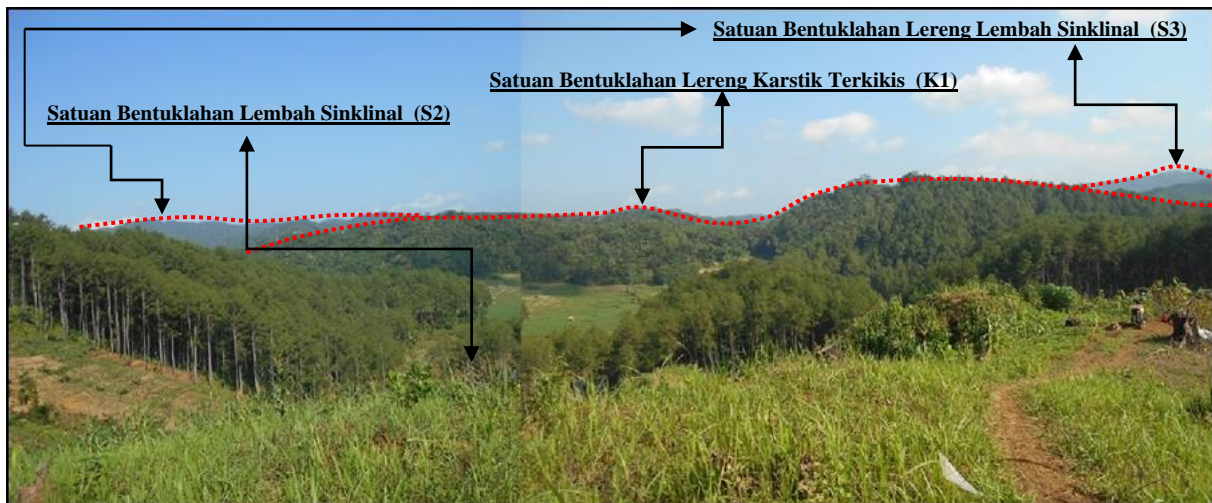 Satuan Bentuklahan Lereng Lembah Sinklinal (S3)
Satuan Bentuklahan Lereng Karstik Terkikis (K1)
Satuan Bentuklahan Lembah Sinklinal (S2)